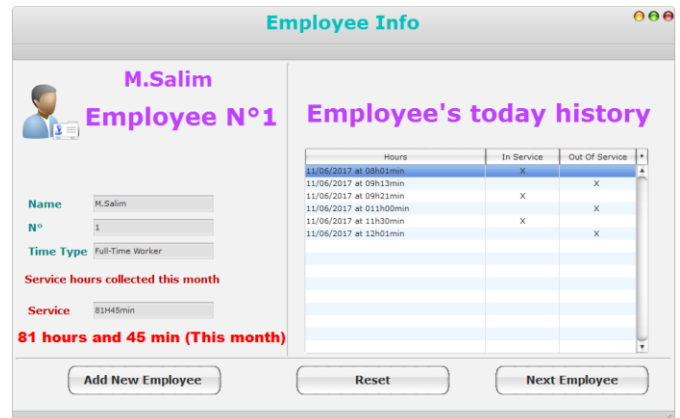 Employee Info
M.Salim
Employee N°1
Name M.Salim
N° 1
Time Type Full-Time Worker
Service hours collected this month
Service 81H45min
81 hours and 45 min (This month)
Employee's today history
Hours In Service Out Of Service
11/06/2017 at 08h01min X
11/06/2017 at 09h13min X
11/06/2017 at 09h21min X
11/06/2017 at 011h00min X
11/06/2017 at 11h30min X
11/06/2017 at 12h01min X
Add New Employee Reset Next Employee